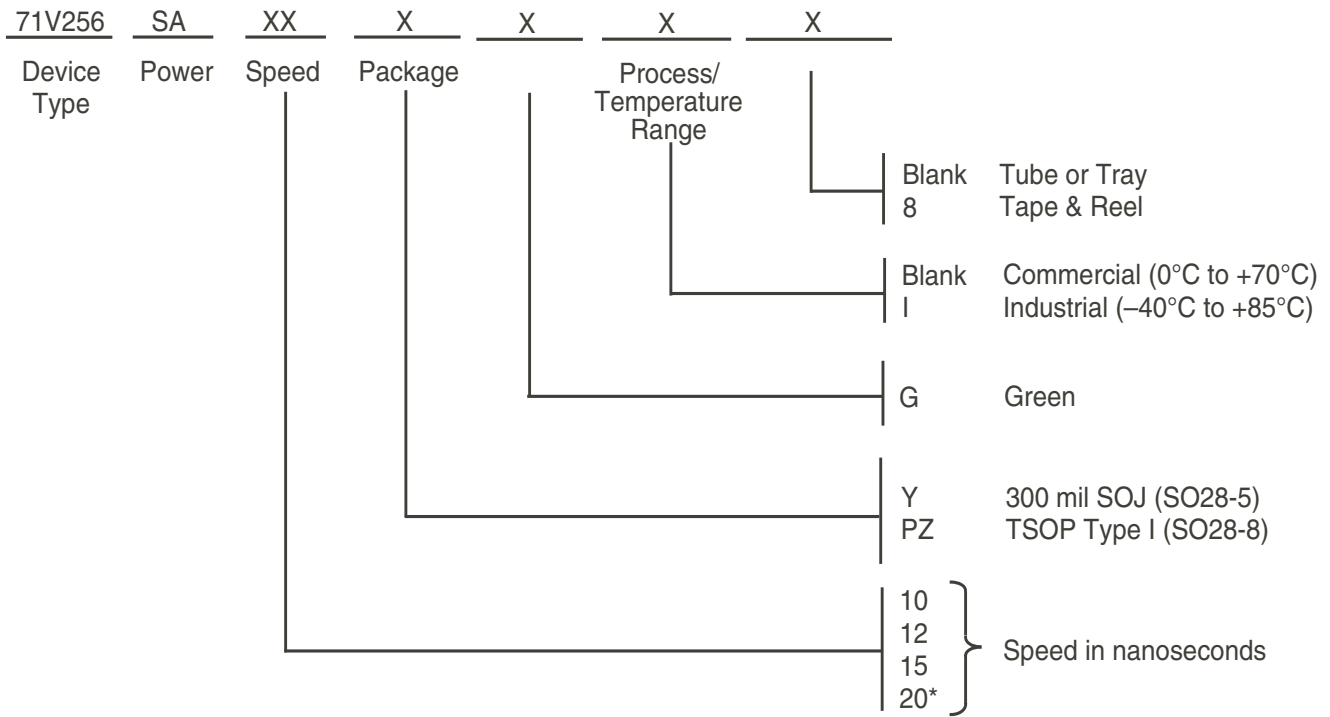 71V256 SA XX X X X X
Device Type Power Speed Package Process/ Temperature Range
Blank Tube or Tray
8 Tape & Reel
Blank Commercial (0°C to +70°C)
I Industrial (–40°C to +85°C)
G Green
Y 300 mil SOJ (SO28-5)
PZ TSOP Type I (SO28-8)
10
12
15
20*
Speed in nanoseconds